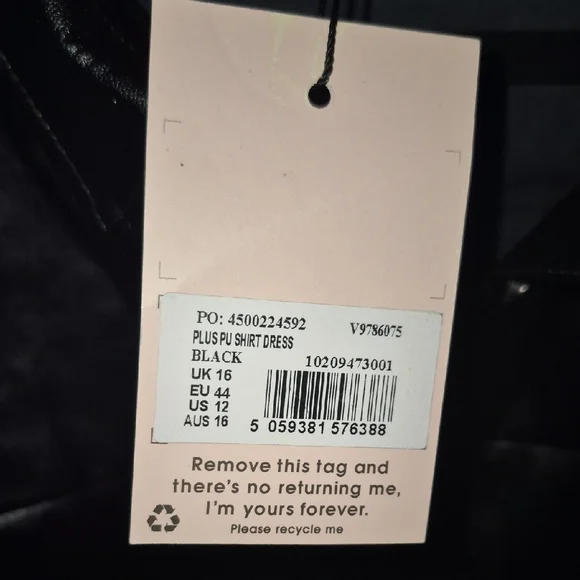 PO: 4500224592 V9786075
PLUS PU SHIRT DRESS
BLACK 10209473001
UK 16
EU 44
US 12
AUS 16
5 059381 576388
Remove this tag and
there's no returning me,
I'm yours forever.
Please recycle me